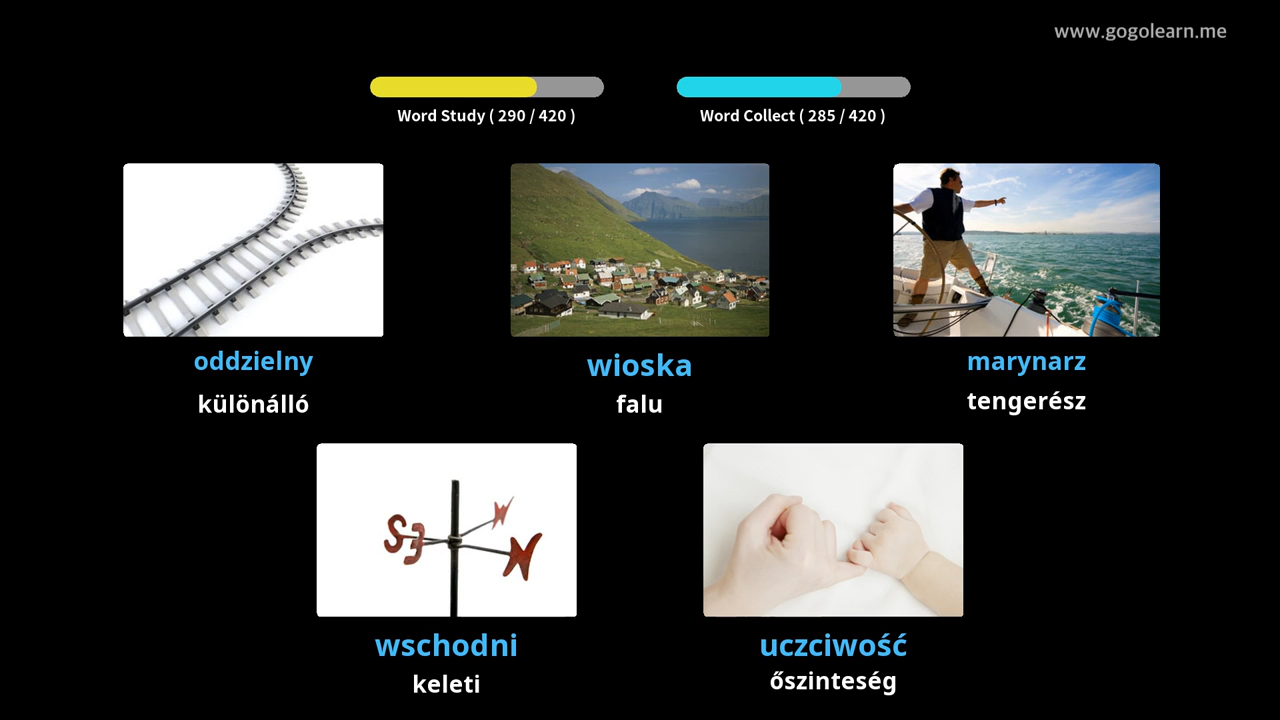 www.gogolearn.me
Word Study ( 290 / 420 )
Word Collect ( 285 / 420 )
oddzielny
wioska
marynarz
különálló
falu
tengerész
S
E
N
wschodni
uczciwość
keleti
őszinteség